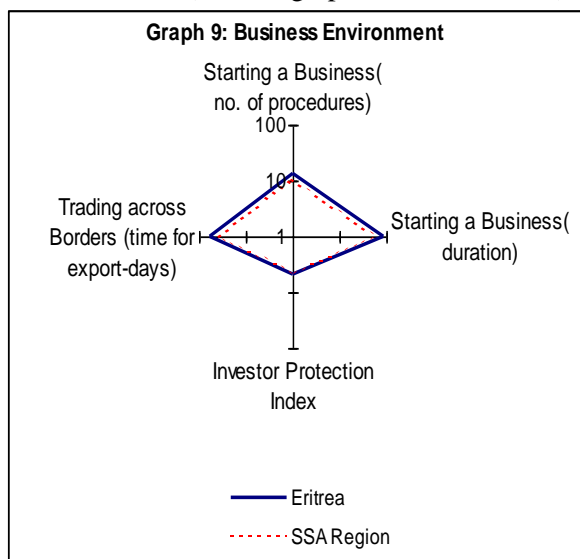 Graph 9: Business Environment
Starting a Business(
no. of procedures)
100
10
1
Trading across
Borders (time for
export-days)
Starting a Business(
duration)
Investor Protection
Index
Eritrea
SSA Region